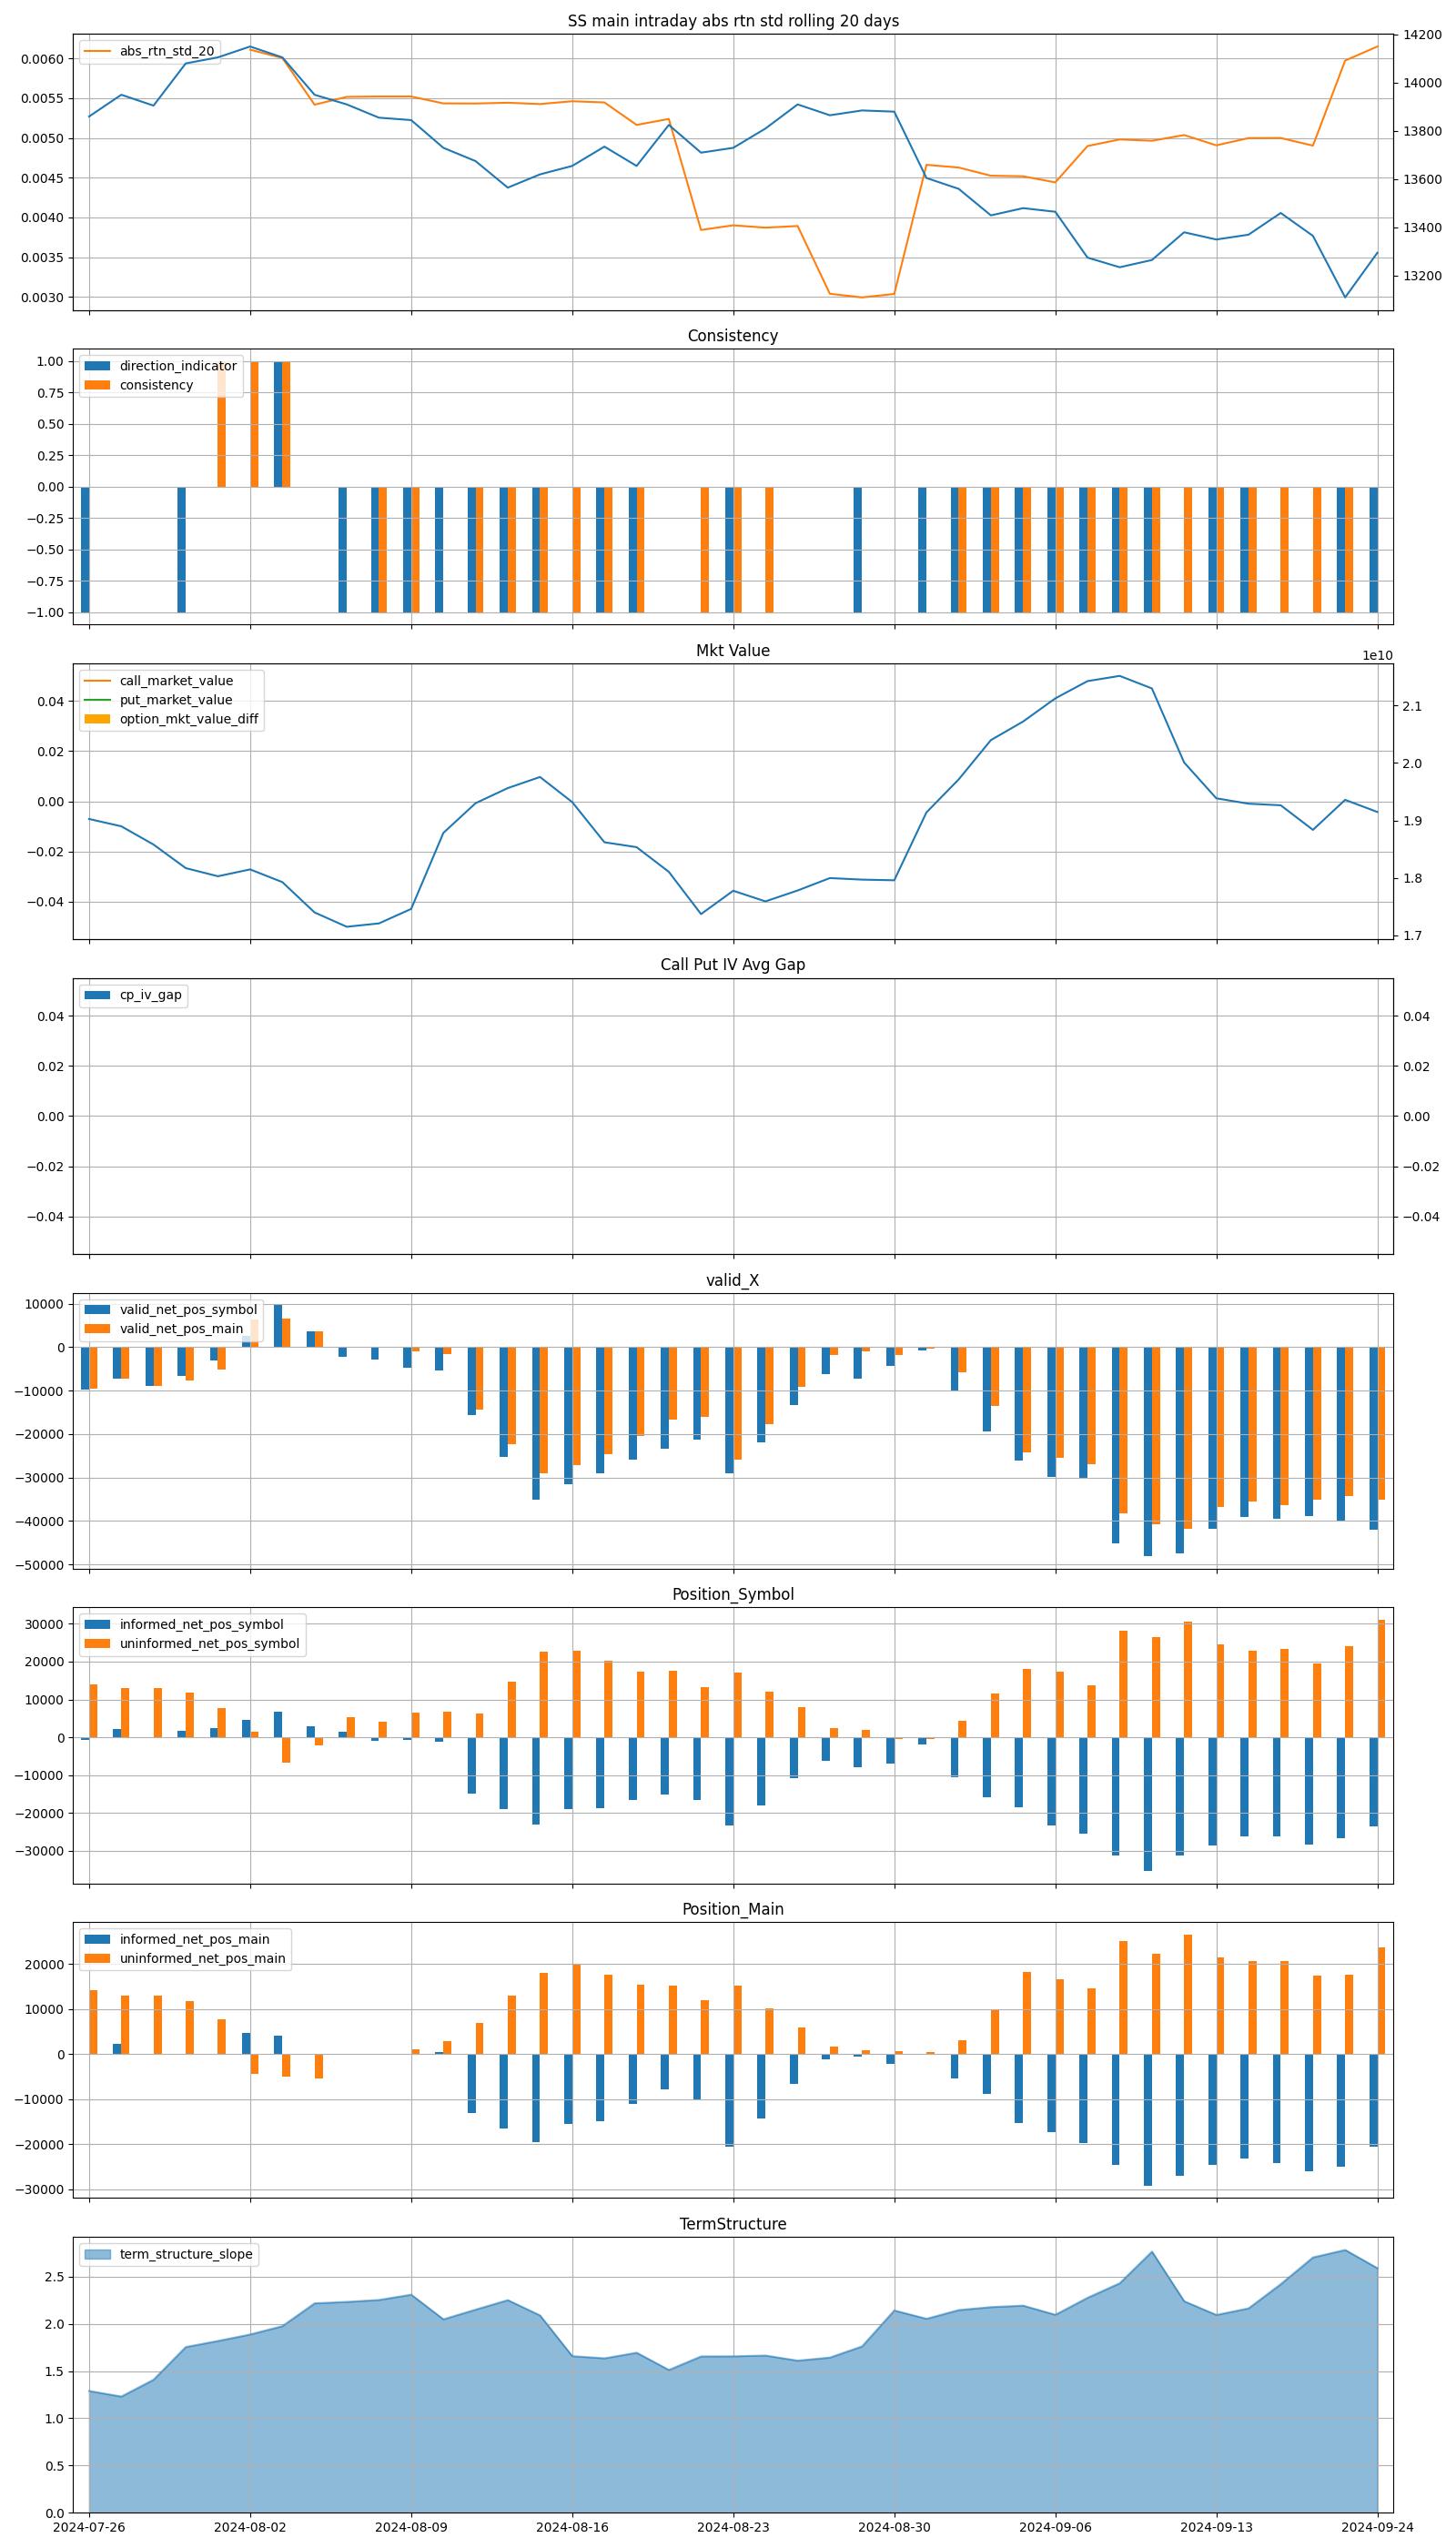 SS main intraday abs rtn std rolling 20 days
abs_rtn_std_20
0.0060
0.0055
0.0050
0.0045
0.0040
0.0035
0.0030
14200
14000
13800
13600
13400
13200
Consistency
direction_indicator
consistency
1.00
0.75
0.50
0.25
0.00
−0.25
−0.50
−0.75
−1.00
Mkt Value
1e10
call_market_value
put_market_value
option_mkt_value_diff
0.04
0.02
0.00
−0.02
−0.04
2.1
2.0
1.9
1.8
1.7
Call Put IV Avg Gap
cp_iv_gap
0.04
0.02
0.00
−0.02
−0.04
0.04
0.02
0.00
−0.02
−0.04
valid_X
valid_net_pos_symbol
valid_net_pos_main
10000
0
−10000
−20000
−30000
−40000
−50000
Position_Symbol
informed_net_pos_symbol
uninformed_net_pos_symbol
30000
20000
10000
0
−10000
−20000
−30000
Position_Main
informed_net_pos_main
uninformed_net_pos_main
20000
10000
0
−10000
−20000
−30000
TermStructure
term_structure_slope
2.5
2.0
1.5
1.0
0.5
0.0
2024-07-26 2024-08-02 2024-08-09 2024-08-16 2024-08-23 2024-08-30 2024-09-06 2024-09-13 2024-09-24